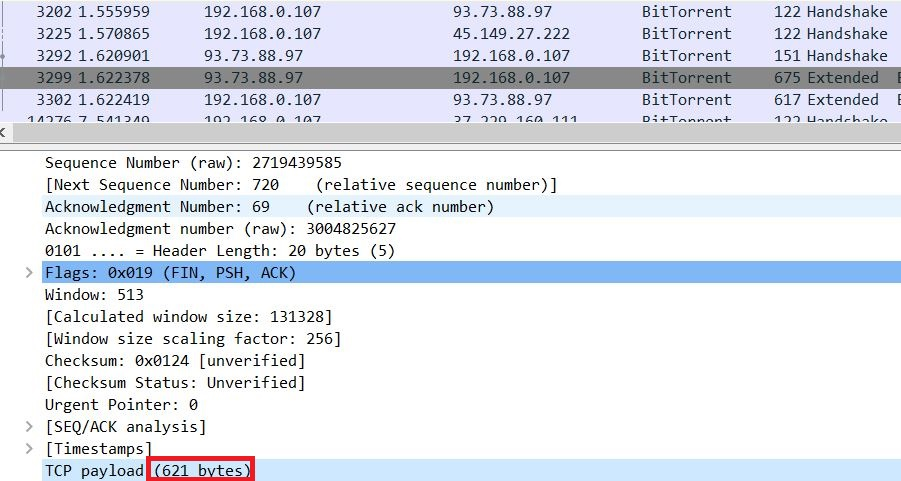 3202 1.555959 192.168.0.107 93.73.88.97 BitTorrent 122 Handshake
3225 1.570865 192.168.0.107 45.149.27.222 BitTorrent 122 Handshake
3292 1.620901 93.73.88.97 192.168.0.107 BitTorrent 151 Handshake
3299 1.622378 93.73.88.97 192.168.0.107 BitTorrent 675 Extended
3302 1.622419 192.168.0.107 93.73.88.97 BitTorrent 617 Extended
14276 7.541349 192.168.0.107 37.229.160.111 BitTorrent 122 Handshake
Sequence Number (raw): 2719439585
[Next Sequence Number: 720 (relative sequence number)]
Acknowledgment Number: 69 (relative ack number)
Acknowledgment number (raw): 3004825627
0101 .... = Header Length: 20 bytes (5)
Flags: 0x019 (FIN, PSH, ACK)
Window: 513
[Calculated window size: 131328]
[Window size scaling factor: 256]
Checksum: 0x0124 [unverified]
[Checksum Status: Unverified]
Urgent Pointer: 0
[SEQ/ACK analysis]
[Timestamps]
TCP payload (621 bytes)